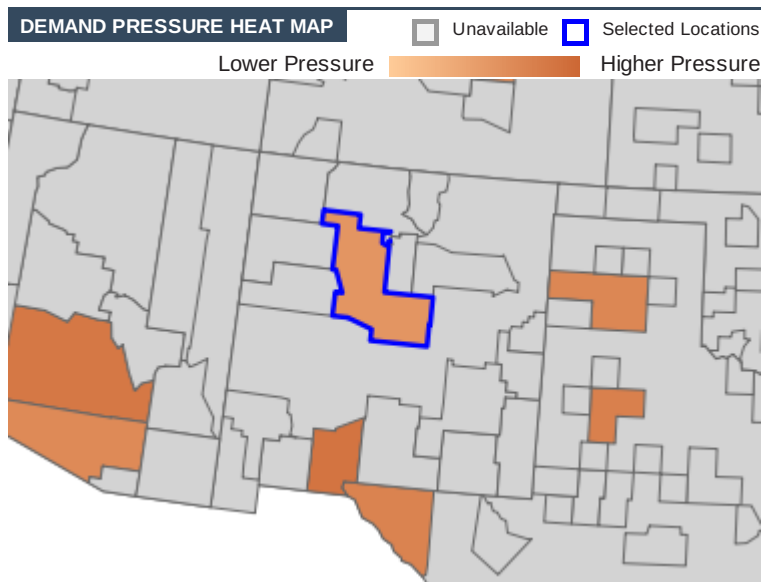 DEMAND PRESSURE HEAT MAP
Unavailable
Selected Locations
Lower Pressure
Higher Pressure